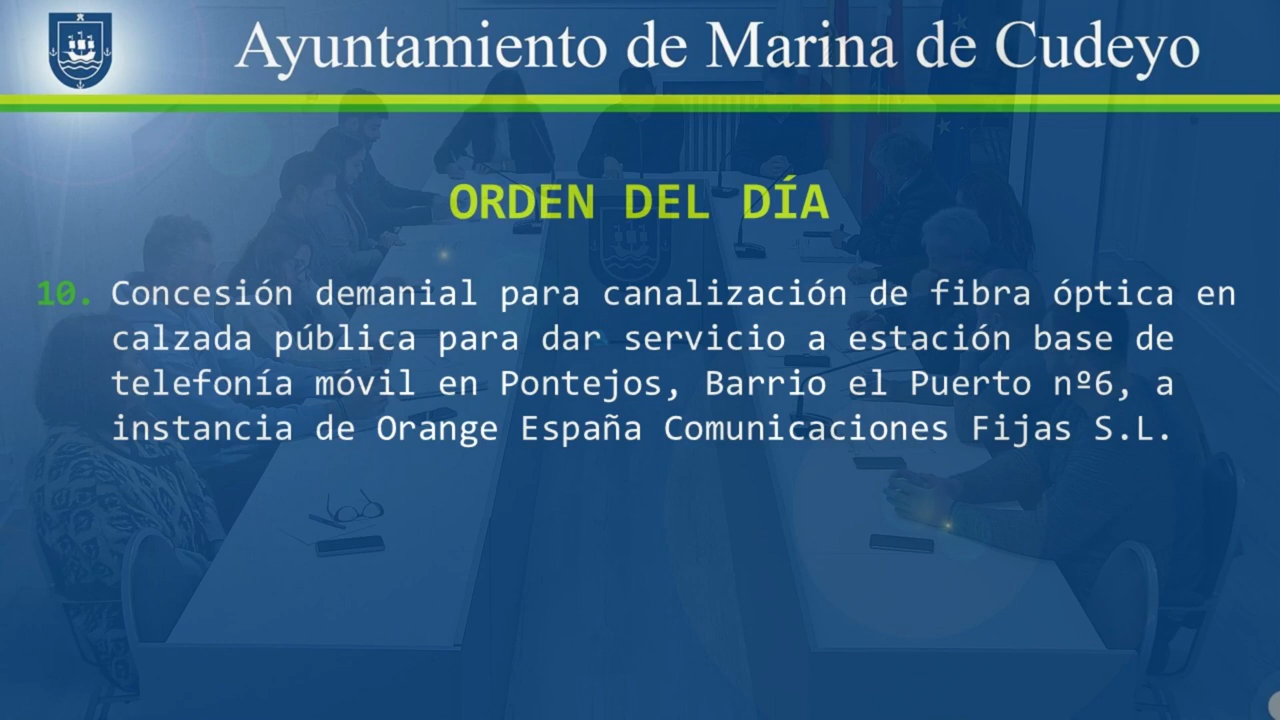 Ayuntamiento de Marina de Cudeyo
ORDEN DEL DÍA
10. Concesión demanial para canalización de fibra óptica en
calzada pública para dar servicio a estación base de
telefonía móvil en Pontejos, Barrio el Puerto nº6, a
instancia de Orange España Comunicaciones Fijas S.L.